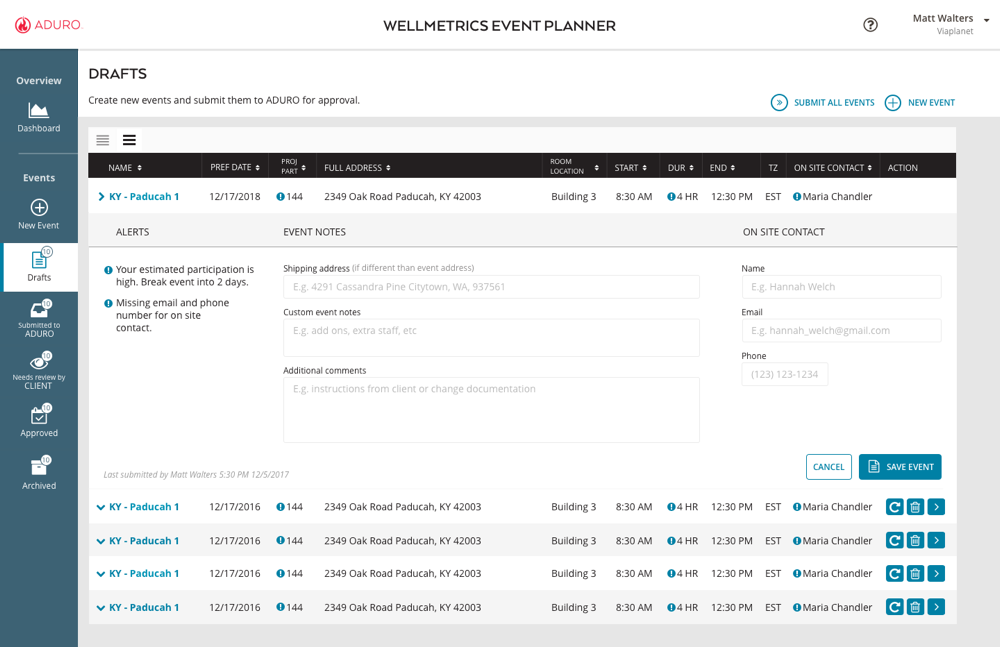 ADURO
WELLMETRICS EVENT PLANNER
?
Matt Walters
Viaplanet
Overview
Dashboard
Events
New Event
10
Drafts
10
Submitted to
ADURO
10
Needs review by
CLIENT
10
Approved
10
Archived
DRAFTS
Create new events and submit them to ADURO for approval.
SUBMIT ALL EVENTS
NEW EVENT
NAME PREF DATE PROJ PART FULL ADDRESS ROOM LOCATION START DUR END TZ ON SITE CONTACT ACTION
KY - Paducah 1 12/17/2018 144 2349 Oak Road Paducah, KY 42003 Building 3 8:30 AM 4 HR 12:30 PM EST Maria Chandler
ALERTS EVENT NOTES ON SITE CONTACT
Your estimated participation is
high. Break event into 2 days.
Missing email and phone
number for on site
contact.
Shipping address (if different than event address)
E.g. 4291 Cassandra Pine Citytown, WA, 937561
Custom event notes
E.g. add ons, extra staff, etc
Additional comments
E.g. instructions from client or change documentation
Name
E.g. Hannah Welch
Email
E.g. hannah_welch@gmail.com
Phone
(123) 123-1234
Last submitted by Matt Walters 5:30 PM 12/5/2017
CANCEL
SAVE EVENT
KY - Paducah 1 12/17/2016 144 2349 Oak Road Paducah, KY 42003 Building 3 8:30 AM 4 HR 12:30 PM EST Maria Chandler
KY - Paducah 1 12/17/2016 144 2349 Oak Road Paducah, KY 42003 Building 3 8:30 AM 4 HR 12:30 PM EST Maria Chandler
KY - Paducah 1 12/17/2016 144 2349 Oak Road Paducah, KY 42003 Building 3 8:30 AM 4 HR 12:30 PM EST Maria Chandler
KY - Paducah 1 12/17/2016 144 2349 Oak Road Paducah, KY 42003 Building 3 8:30 AM 4 HR 12:30 PM EST Maria Chandler